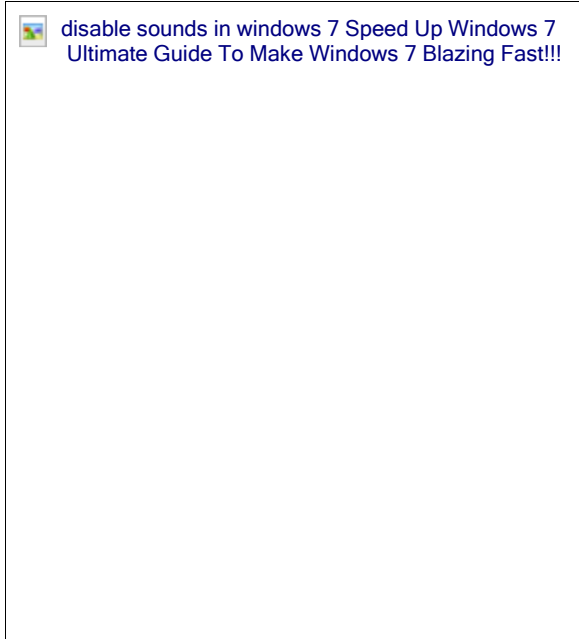 disable sounds in windows 7 Speed Up Windows 7
Ultimate Guide To Make Windows 7 Blazing Fast!!!